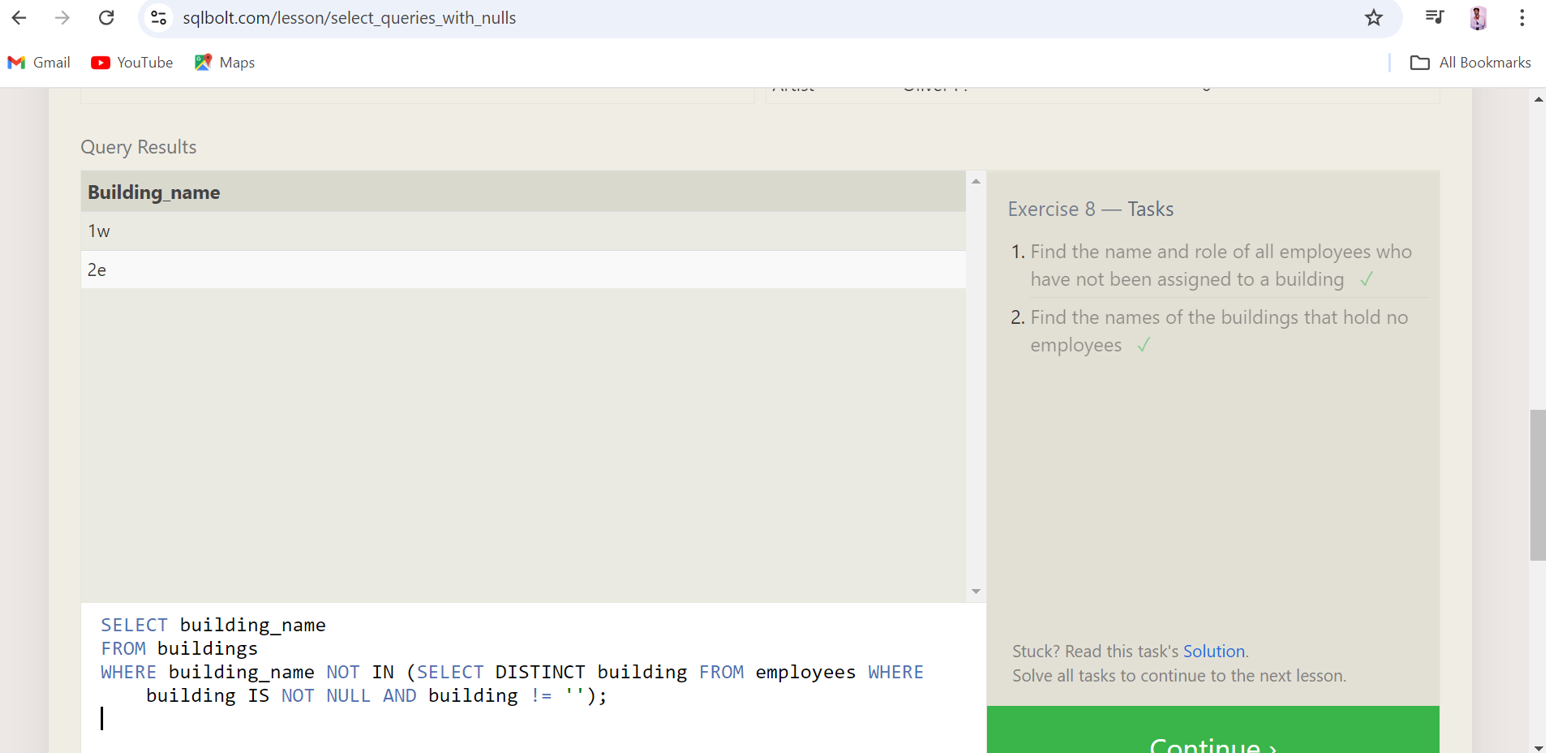 sqlbolt.com/lesson/select_queries_with_nulls
Gmail YouTube Maps All Bookmarks
Query Results
Building_name
1w
2e
Exercise 8 — Tasks
1. Find the name and role of all employees who
have not been assigned to a building ✓
2. Find the names of the buildings that hold no
employees ✓
SELECT building_name
FROM buildings
WHERE building_name NOT IN (SELECT DISTINCT building FROM employees WHERE
building IS NOT NULL AND building != '');
Stuck? Read this task's Solution.
Solve all tasks to continue to the next lesson.
Continue ›